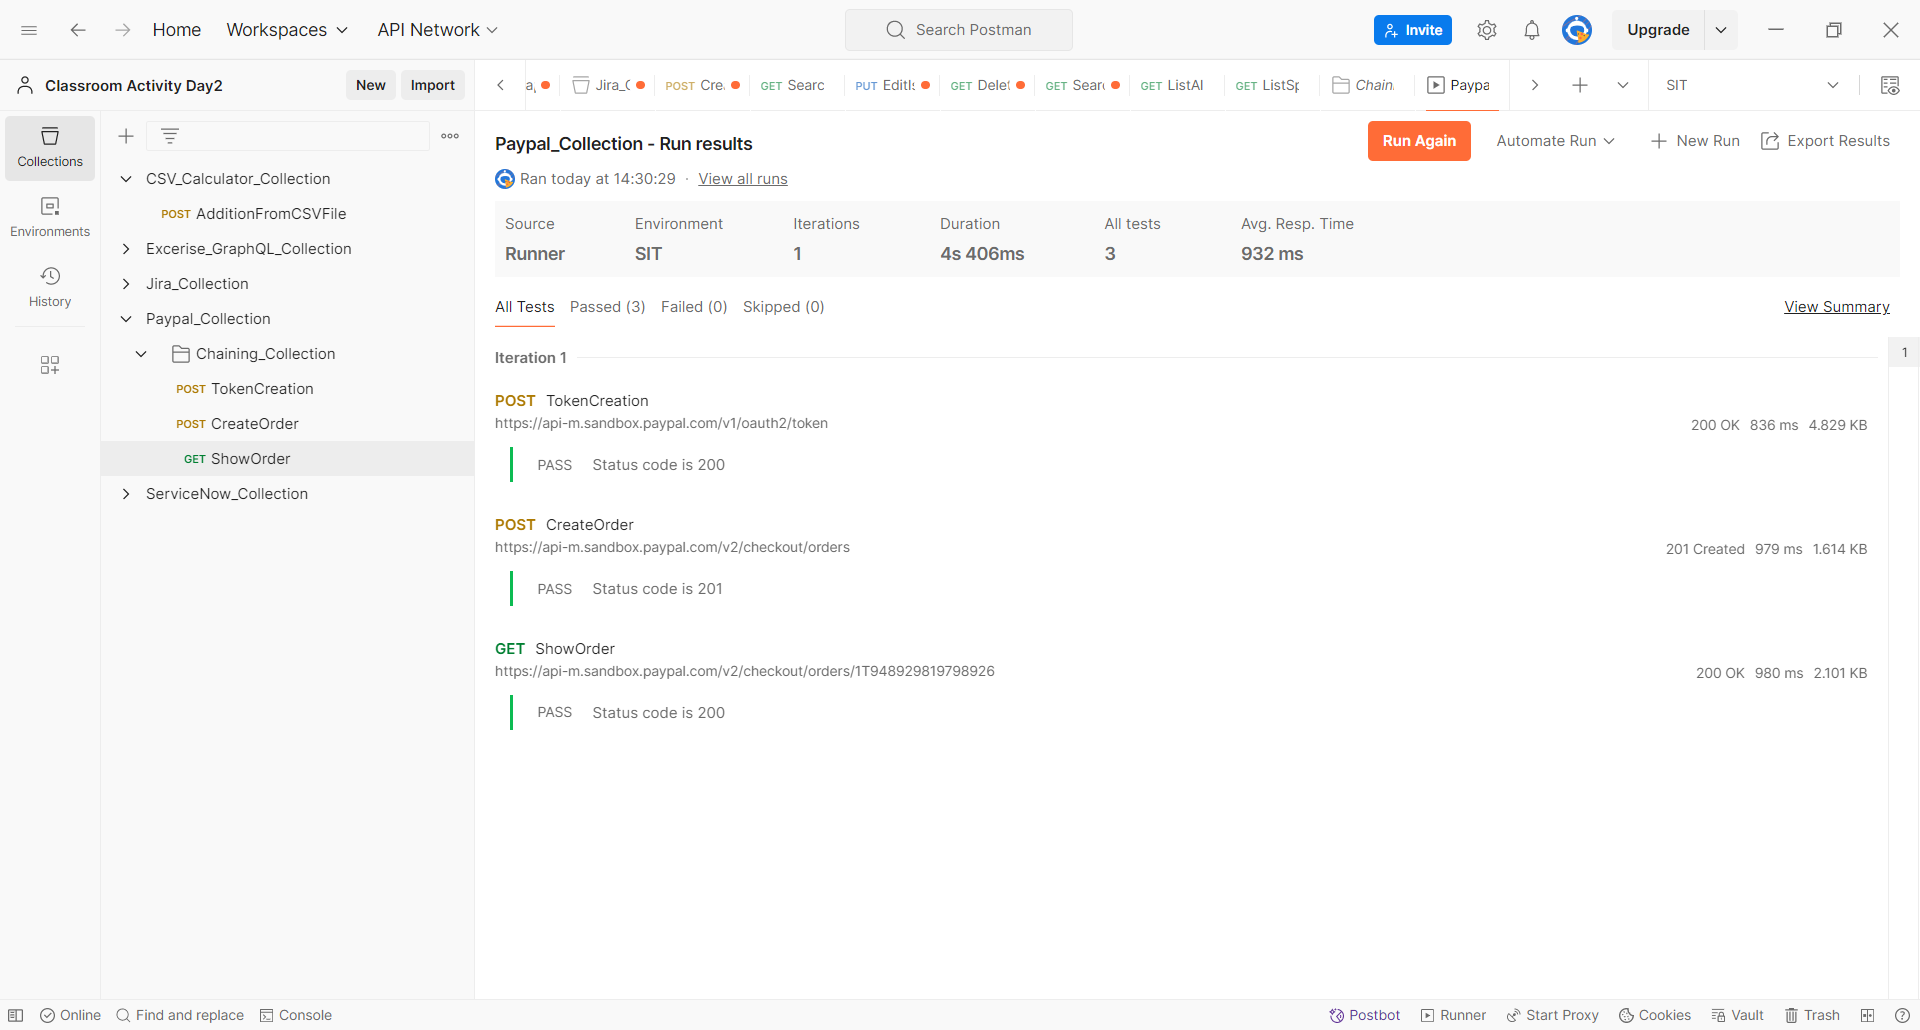 Home Workspaces API Network Search Postman Invite Upgrade
Classroom Activity Day2 New Import Jira_C POST Cre GET Searc PUT EditIs GET Delet GET Searc GET ListAl GET ListSp Chain Paypa SIT
Collections
Environments
History
CSV_Calculator_Collection
POST AdditionFromCSVFile
Excerise_GraphQL_Collection
Jira_Collection
Paypal_Collection
Chaining_Collection
POST TokenCreation
POST CreateOrder
GET ShowOrder
ServiceNow_Collection
Paypal_Collection - Run results Run Again Automate Run New Run Export Results
Ran today at 14:30:29 · View all runs
Source Environment Iterations Duration All tests Avg. Resp. Time
Runner SIT 1 4s 406ms 3 932 ms
All Tests Passed (3) Failed (0) Skipped (0) View Summary
Iteration 1 1
POST TokenCreation
https://api-m.sandbox.paypal.com/v1/oauth2/token 200 OK 836 ms 4.829 KB
PASS Status code is 200
POST CreateOrder
https://api-m.sandbox.paypal.com/v2/checkout/orders 201 Created 979 ms 1.614 KB
PASS Status code is 201
GET ShowOrder
https://api-m.sandbox.paypal.com/v2/checkout/orders/1T948929819798926 200 OK 980 ms 2.101 KB
PASS Status code is 200
Online Find and replace Console Postbot Runner Start Proxy Cookies Vault Trash